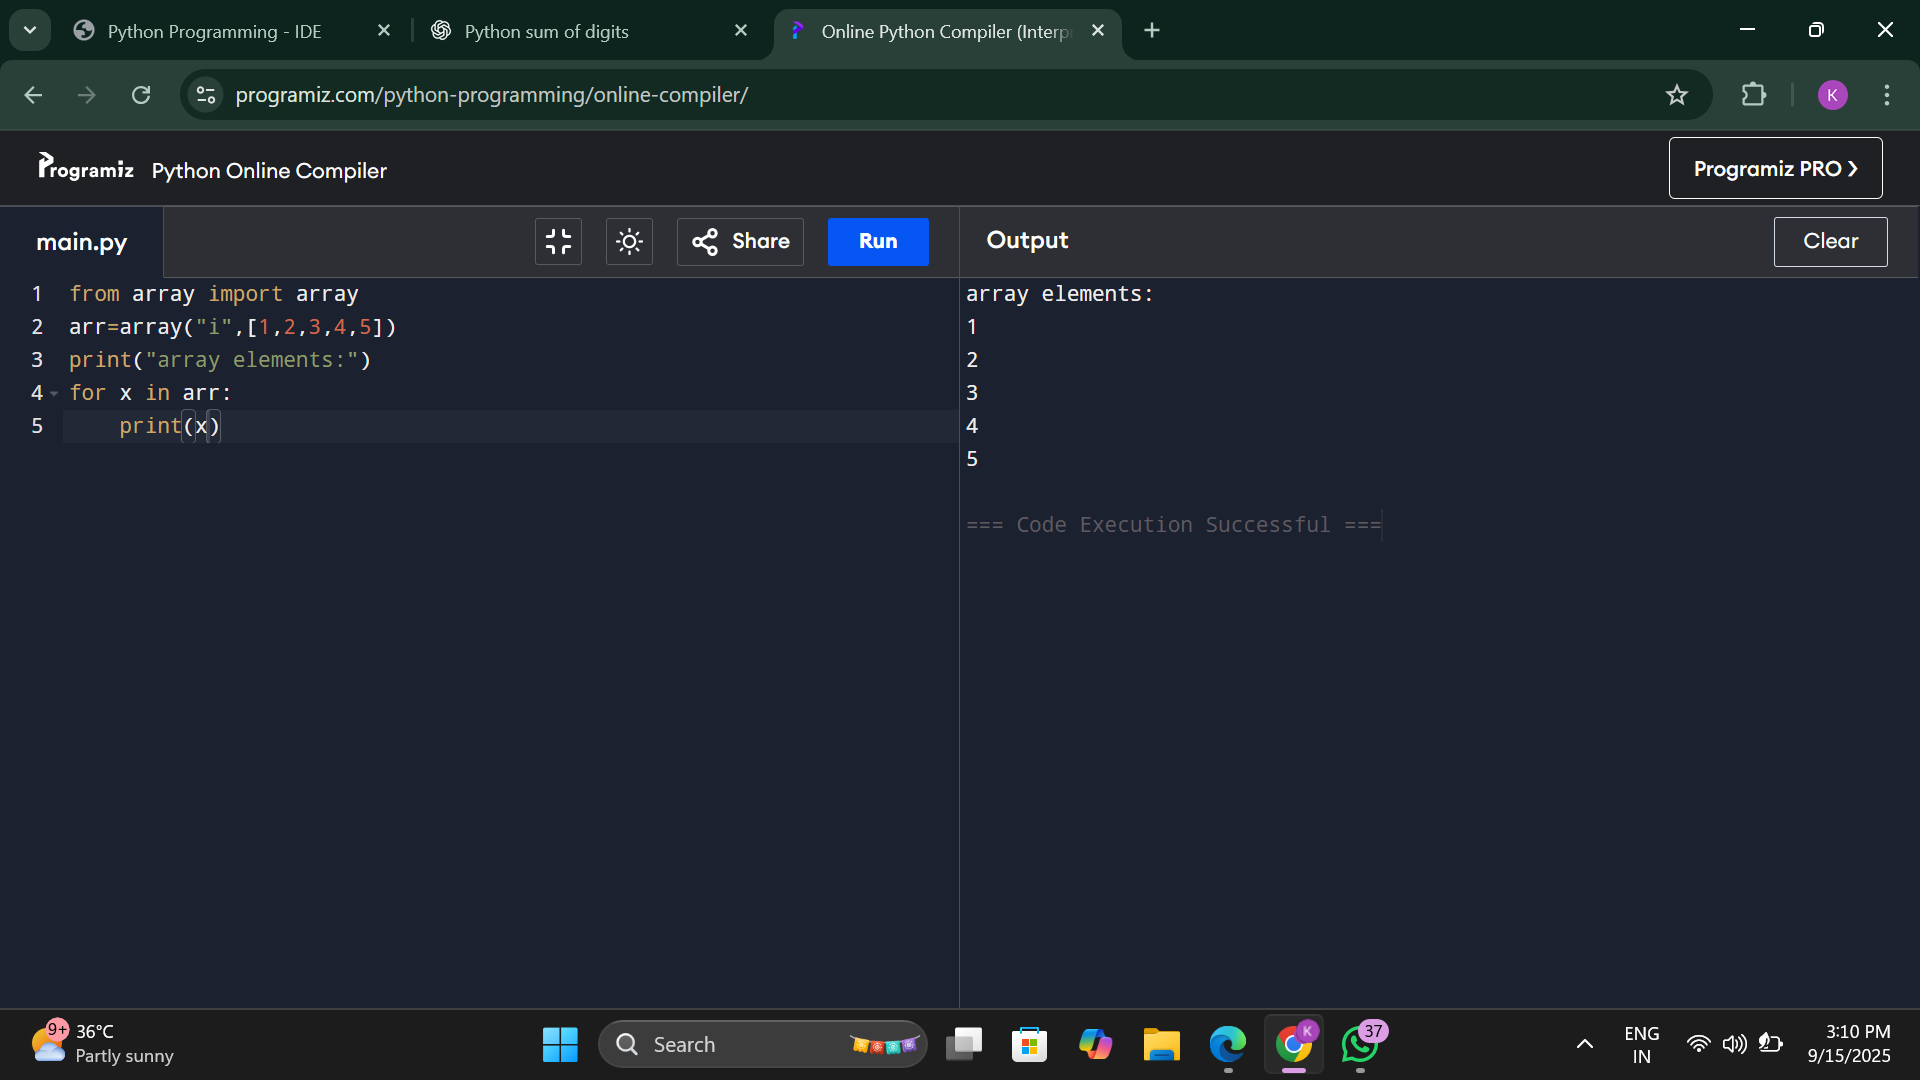 Python Programming - IDE
Python sum of digits
Online Python Compiler (Interp
programiz.com/python-programming/online-compiler/
K
Programiz Python Online Compiler
Programiz PRO ❯
main.py
Share
Run
Output
Clear
1 from array import array
2 arr=array("i",[1,2,3,4,5])
3 print("array elements:")
4 for x in arr:
5     print(x)
array elements:
1
2
3
4
5
=== Code Execution Successful ===
9+
36°C
Partly sunny
Search
K
37
ENG
IN
3:10 PM
9/15/2025